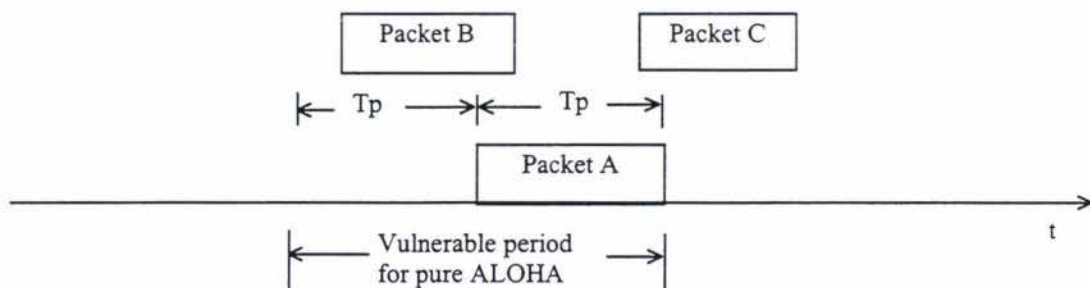 Packet B
Packet C
Tp
Tp
Packet A
t
Vulnerable period
for pure ALOHA